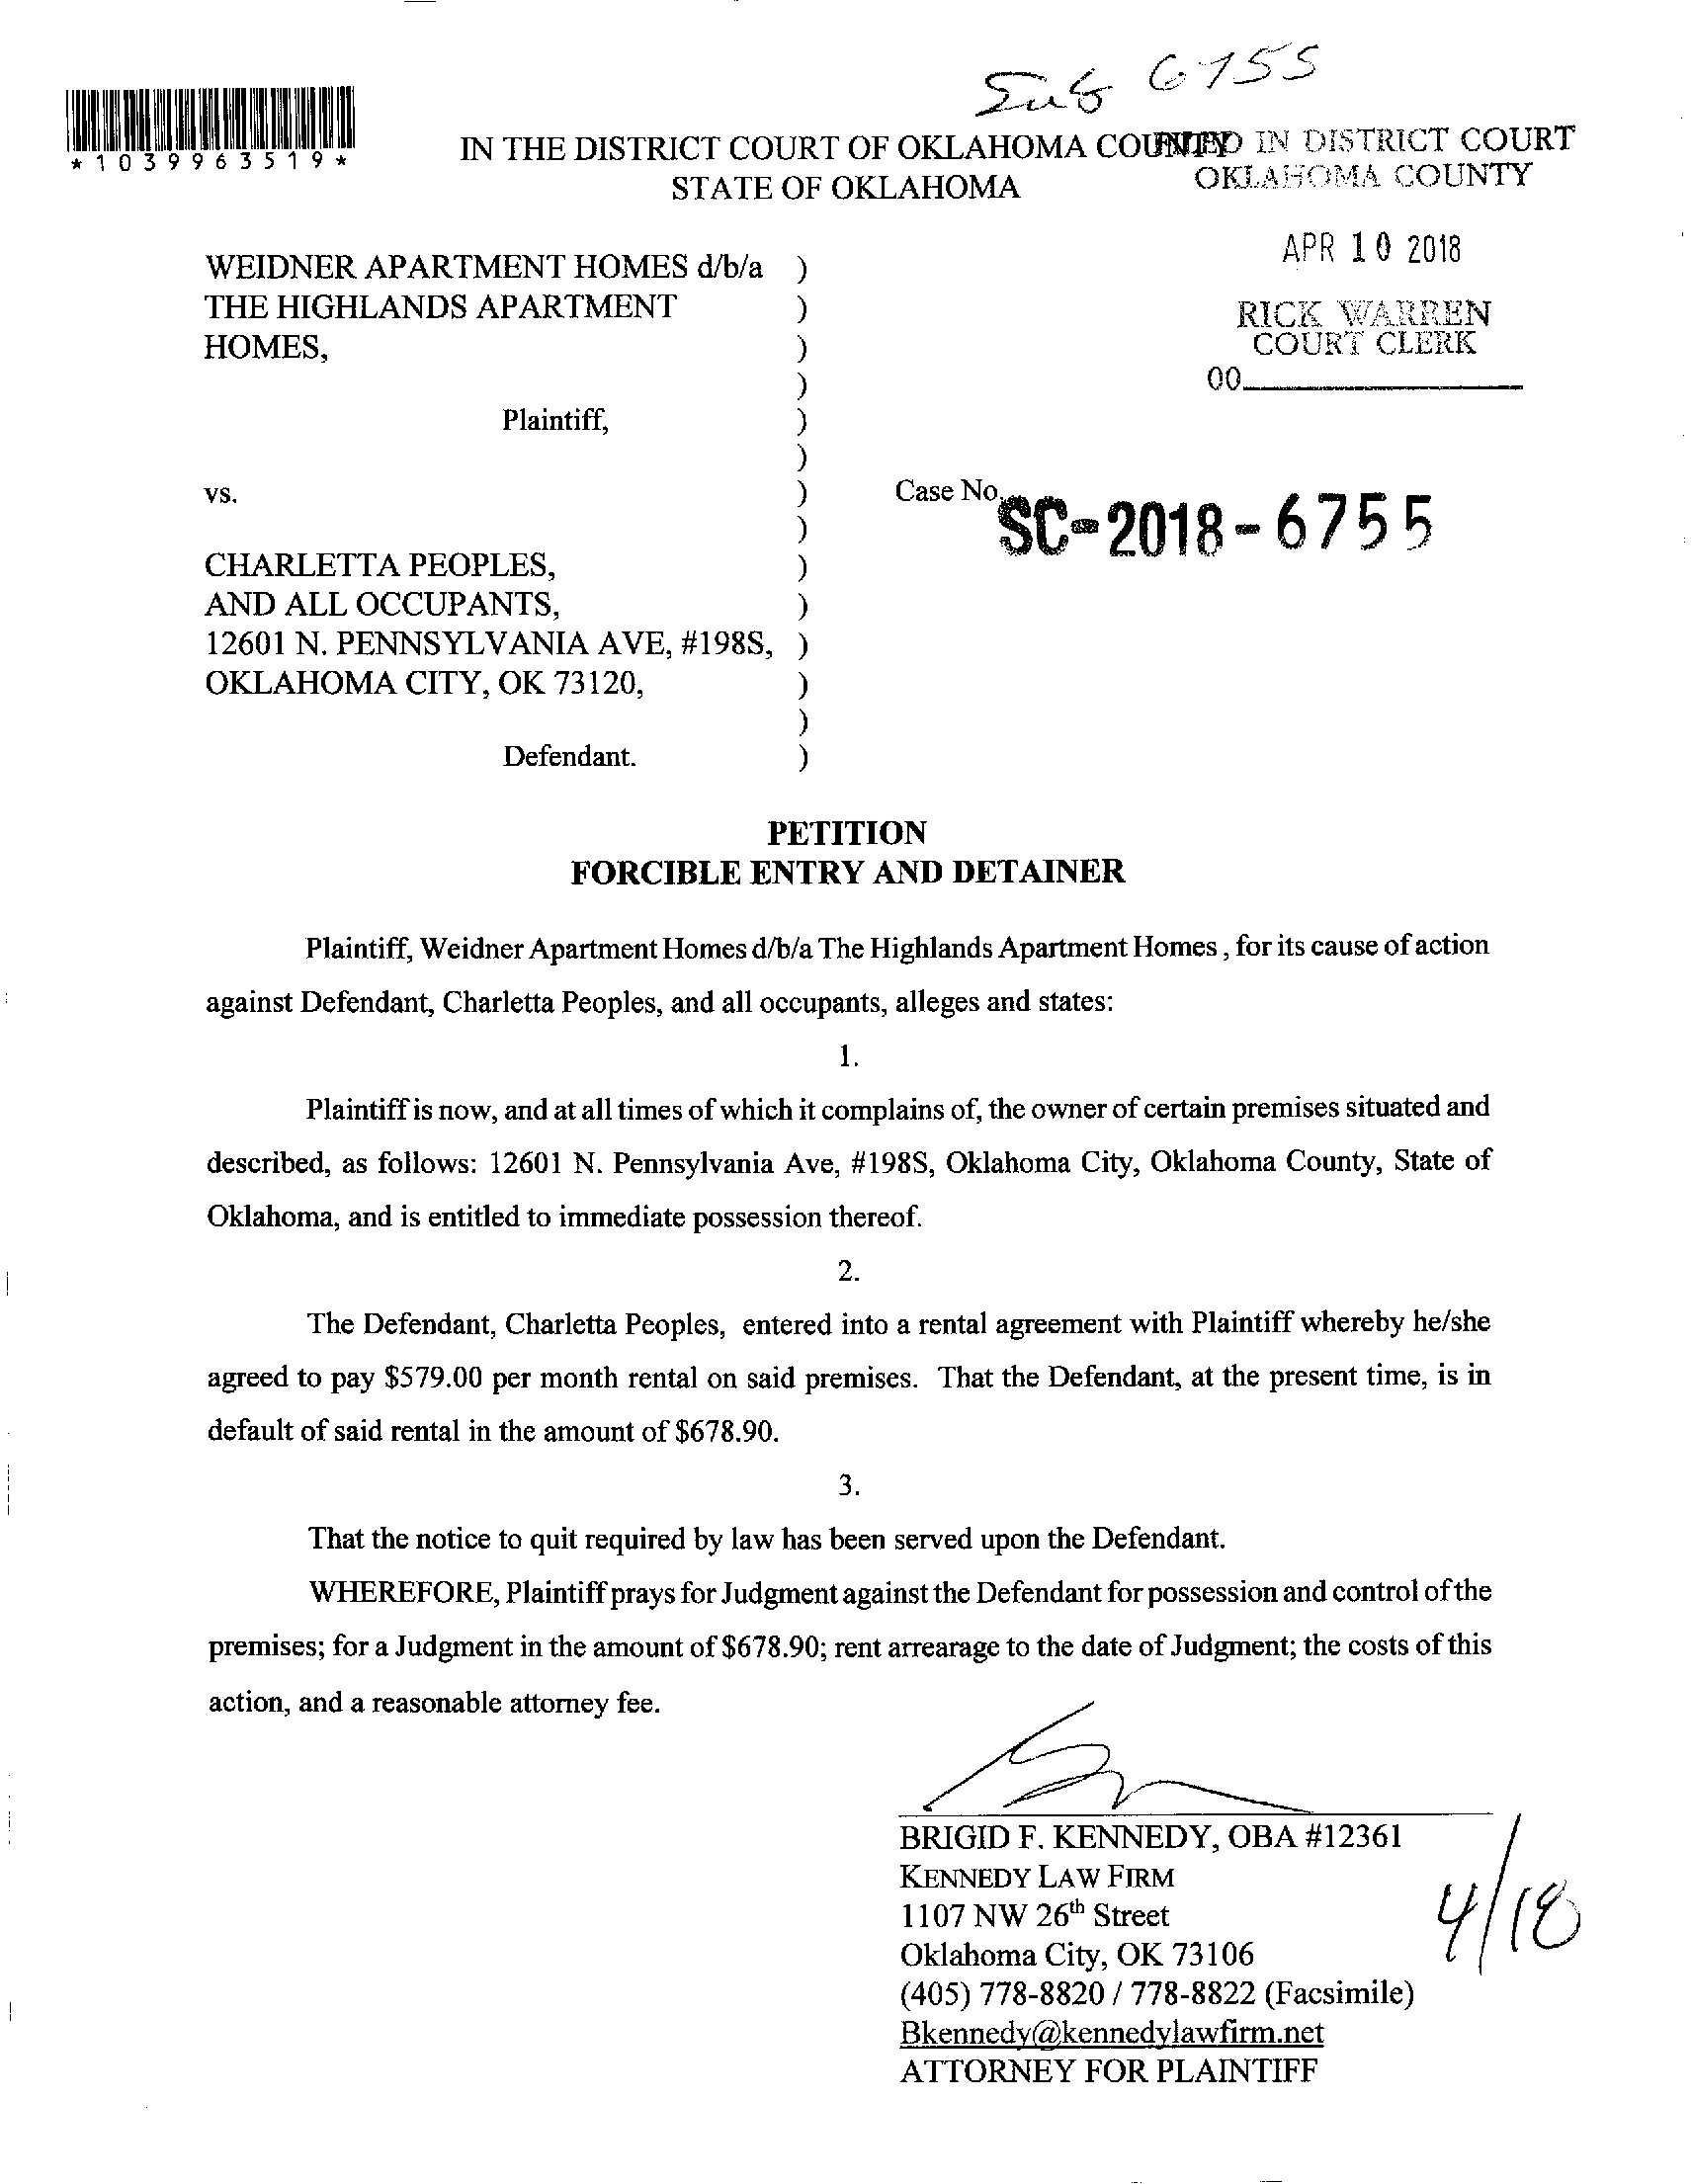 6755
*1039963519*
IN THE DISTRICT COURT OF OKLAHOMA COUNTY
STATE OF OKLAHOMA
IN DISTRICT COURT
OKLAHOMA COUNTY
APR 10 2018
RICK WARREN
COURT CLERK
00
WEIDNER APARTMENT HOMES d/b/a )
THE HIGHLANDS APARTMENT )
HOMES, )
)
Plaintiff, )
)
vs. )
Case No. SC-2018-6755
)
CHARLETTA PEOPLES, )
AND ALL OCCUPANTS, )
12601 N. PENNSYLVANIA AVE, #198S, )
OKLAHOMA CITY, OK 73120, )
)
Defendant. )
PETITION
FORCIBLE ENTRY AND DETAINER
Plaintiff, Weidner Apartment Homes d/b/a The Highlands Apartment Homes , for its cause of action
against Defendant, Charletta Peoples, and all occupants, alleges and states:
1.
Plaintiff is now, and at all times of which it complains of, the owner of certain premises situated and
described, as follows: 12601 N. Pennsylvania Ave, #198S, Oklahoma City, Oklahoma County, State of
Oklahoma, and is entitled to immediate possession thereof.
2.
The Defendant, Charletta Peoples, entered into a rental agreement with Plaintiff whereby he/she
agreed to pay $579.00 per month rental on said premises. That the Defendant, at the present time, is in
default of said rental in the amount of $678.90.
3.
That the notice to quit required by law has been served upon the Defendant.
WHEREFORE, Plaintiff prays for Judgment against the Defendant for possession and control of the
premises; for a Judgment in the amount of $678.90; rent arrearage to the date of Judgment; the costs of this
action, and a reasonable attorney fee.
BRIGID F. KENNEDY, OBA #12361
KENNEDY LAW FIRM
1107 NW 26th Street
Oklahoma City, OK 73106
(405) 778-8820 / 778-8822 (Facsimile)
Bkennedy@kennedylawfirm.net
ATTORNEY FOR PLAINTIFF
4/18